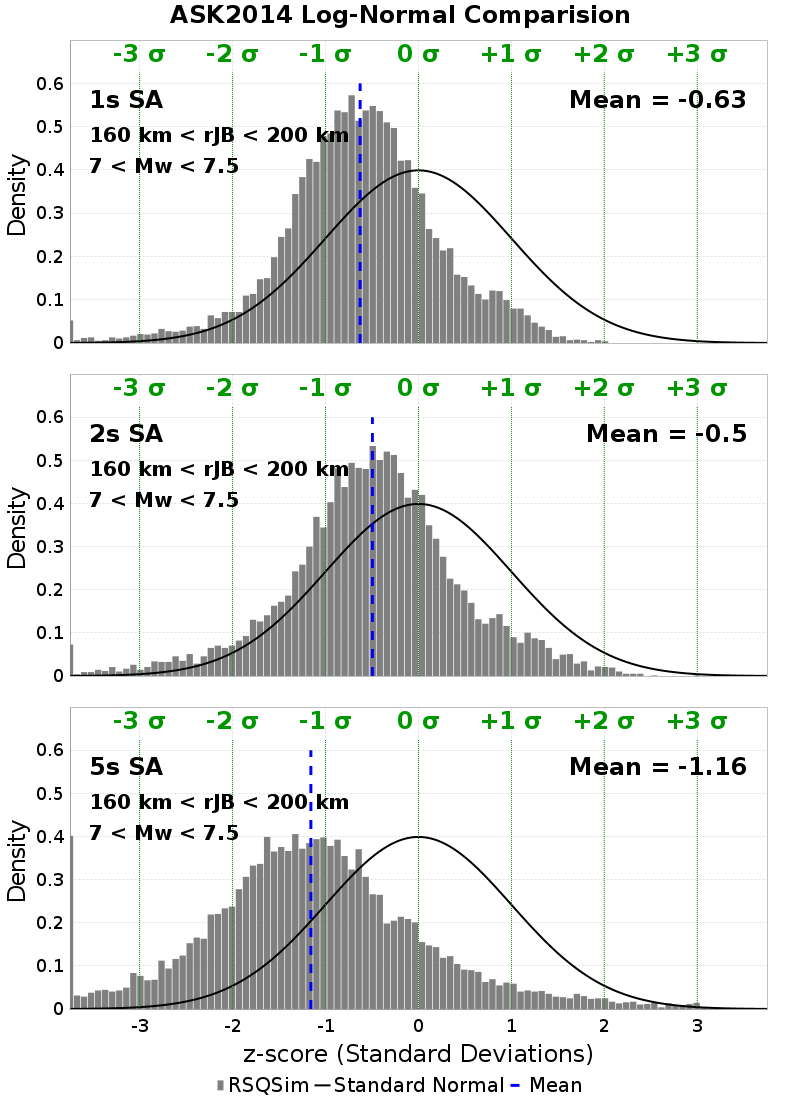 ASK2014 Log-Normal Comparision
-3 σ -2 σ -1 σ 0 σ +1 σ +2 σ +3 σ
0.6
1s SA Mean = -0.63
0.5
160 km < rJB < 200 km
7 < Mw < 7.5
0.4
Density
0.3
0.2
0.1
0
-3 σ -2 σ -1 σ 0 σ +1 σ +2 σ +3 σ
0.6
2s SA Mean = -0.5
0.5
160 km < rJB < 200 km
7 < Mw < 7.5
0.4
Density
0.3
0.2
0.1
0
-3 σ -2 σ -1 σ 0 σ +1 σ +2 σ +3 σ
0.6
5s SA Mean = -1.16
0.5
160 km < rJB < 200 km
7 < Mw < 7.5
0.4
Density
0.3
0.2
0.1
0
-3 -2 -1 0 1 2 3
z-score (Standard Deviations)
RSQSim Standard Normal Mean